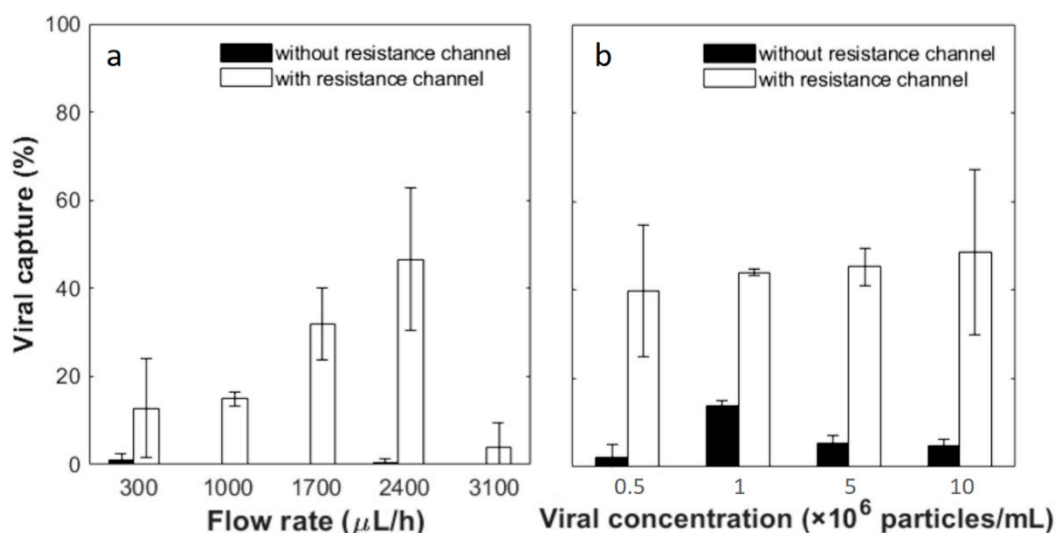 a
without resistance channel
with resistance channel
100
80
60
40
20
0
Viral capture (%)
300 1000 1700 2400 3100
Flow rate (μL/h)
b
without resistance channel
with resistance channel
0.5 1 5 10
Viral concentration (×10⁶ particles/mL)